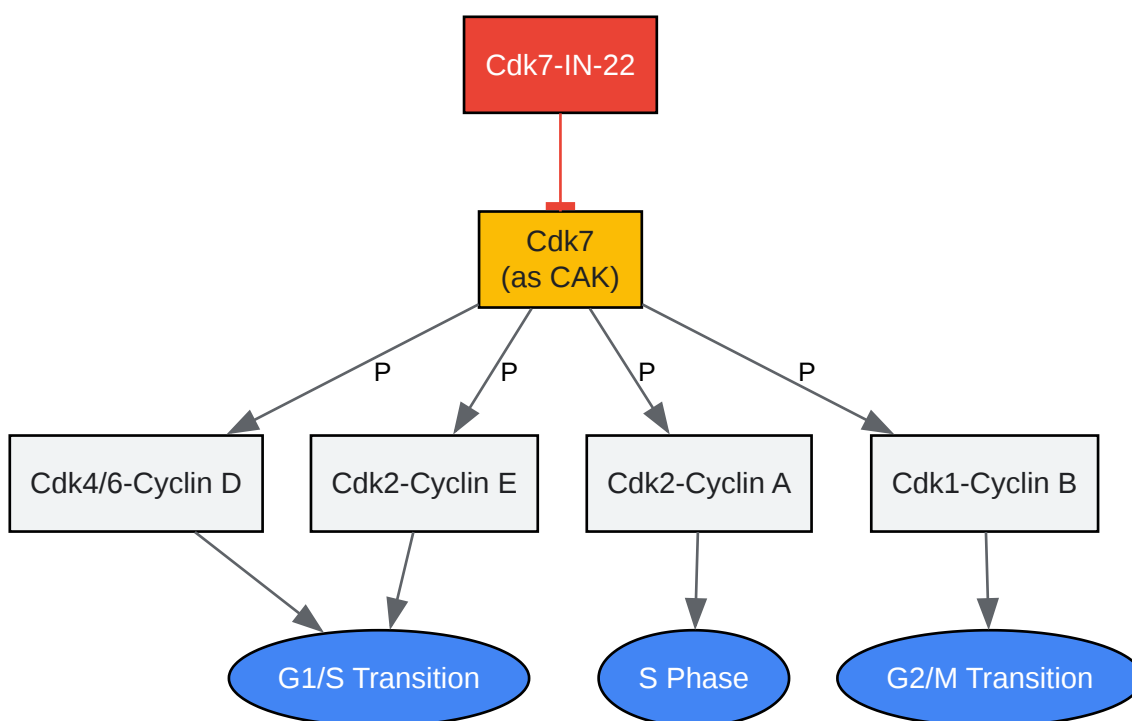 Cdk7-IN-22
Cdk7
(as CAK)
P
P
P
P
Cdk4/6-Cyclin D
Cdk2-Cyclin E
Cdk2-Cyclin A
Cdk1-Cyclin B
G1/S Transition
S Phase
G2/M Transition